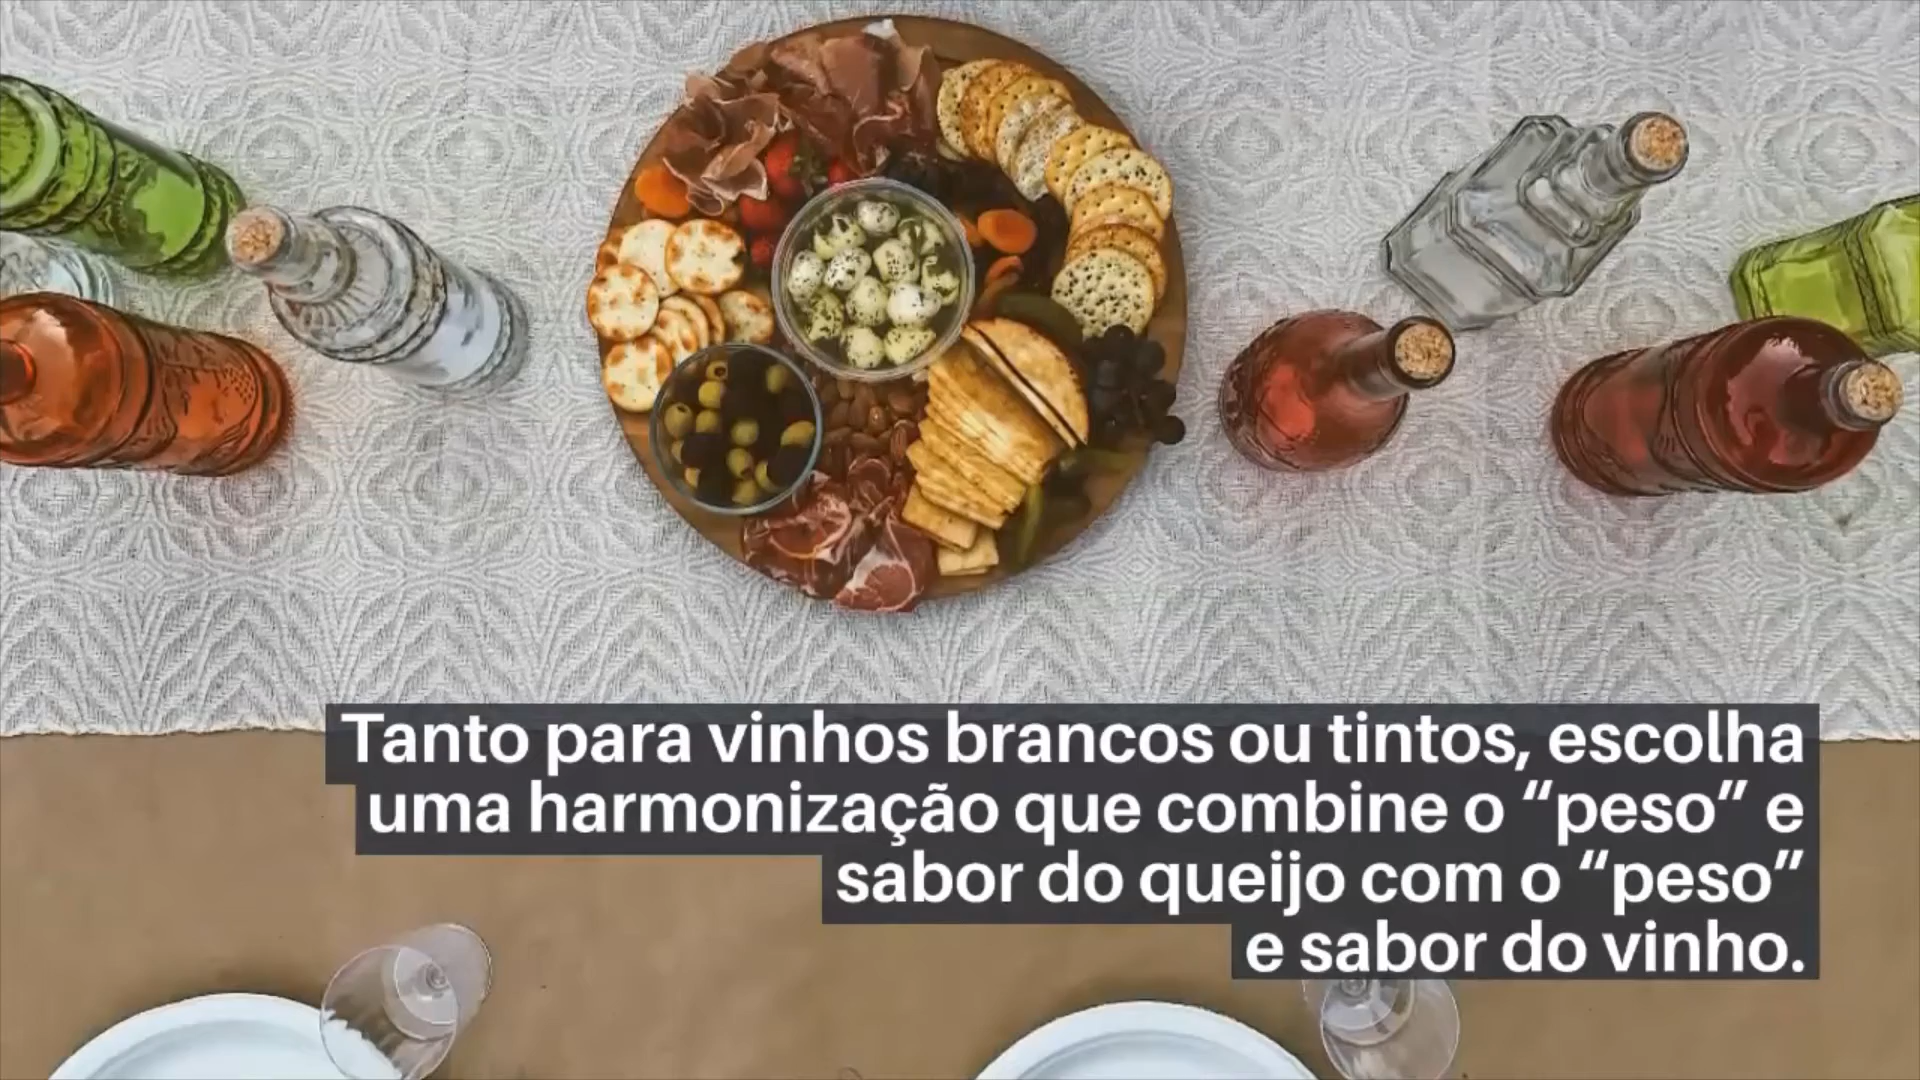 Tanto para vinhos brancos ou tintos, escolha
uma harmonização que combine o “peso” e
sabor do queijo com o “peso”
e sabor do vinho.